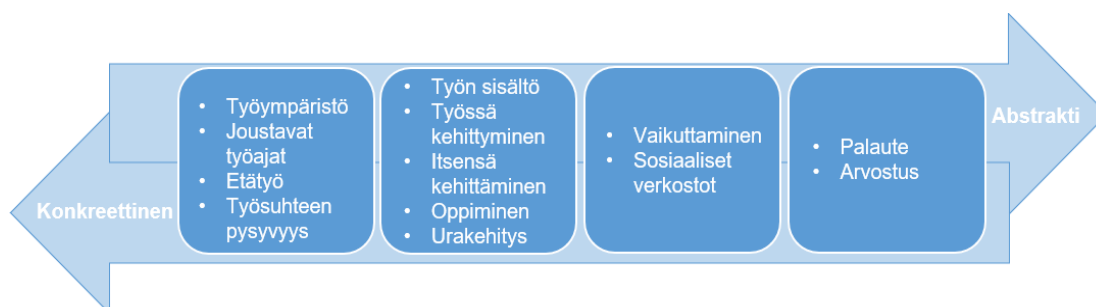 Konkreettinen
• Työympäristö
• Joustavat
työajat
• Etätyö
• Työsuhteen
pysyvyys
• Työn sisältö
• Työssä
kehittyminen
• Itsensä
kehittäminen
• Oppiminen
• Urakehitys
• Vaikuttaminen
• Sosiaaliset
verkostot
• Palaute
• Arvostus
Abstrakti